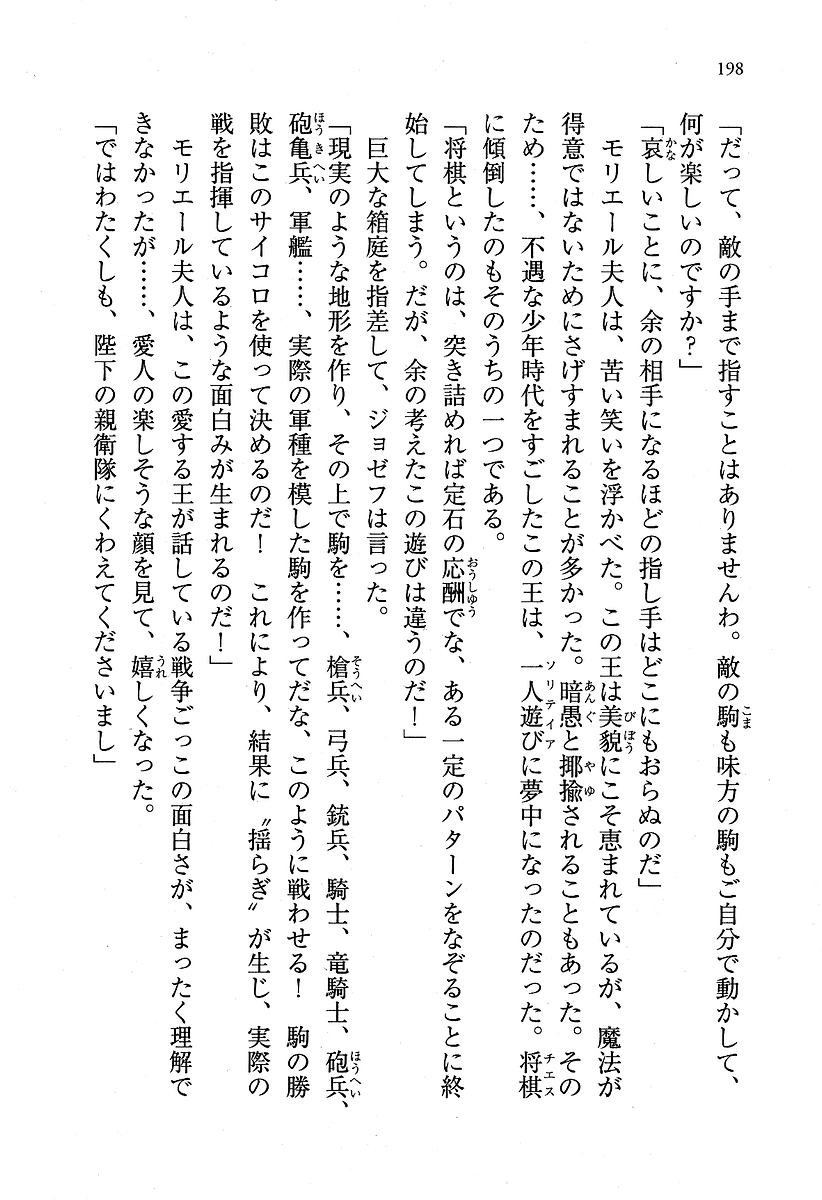 198
「だって、敵の手まで指すことはありませんわ。敵の駒も味方の駒もご自分で動かして、
何が楽しいのですか？」
「哀しいことに、余の相手になるほどの指し手はどこにもおらぬのだ」
　モリエール夫人は、苦い笑いを浮かべた。この王は美貌にこそ恵まれているが、魔法が
得意ではないためにさげすまれることが多かった。暗愚と揶揄されることもあった。その
ため……、不遇な少年時代をすごしたこの王は、一人遊びに夢中になったのだった。将棋
に傾倒したのもそのうちの一つである。
「将棋というのは、突き詰めれば定石の応酬でな、ある一定のパターンをなぞることに終
始してしまう。だが、余の考えたこの遊びは違うのだ！」
　巨大な箱庭を指差して、ジョゼフは言った。
「現実のような地形を作り、その上で駒を……、槍兵、弓兵、銃兵、騎士、竜騎士、砲兵、
砲亀兵、軍艦……、実際の軍種を模した駒を作ってだな、このように戦わせる！　駒の勝
敗はこのサイコロを使って決めるのだ！　これにより、結果に〝揺らぎ〟が生じ、実際の
戦を指揮しているような面白みが生まれるのだ！」
　モリエール夫人は、この愛する王が話している戦争ごっこの面白さが、まったく理解で
きなかったが……、愛人の楽しそうな顔を見て、嬉しくなった。
「ではわたくしも、陛下の親衛隊にくわえてくださいまし」